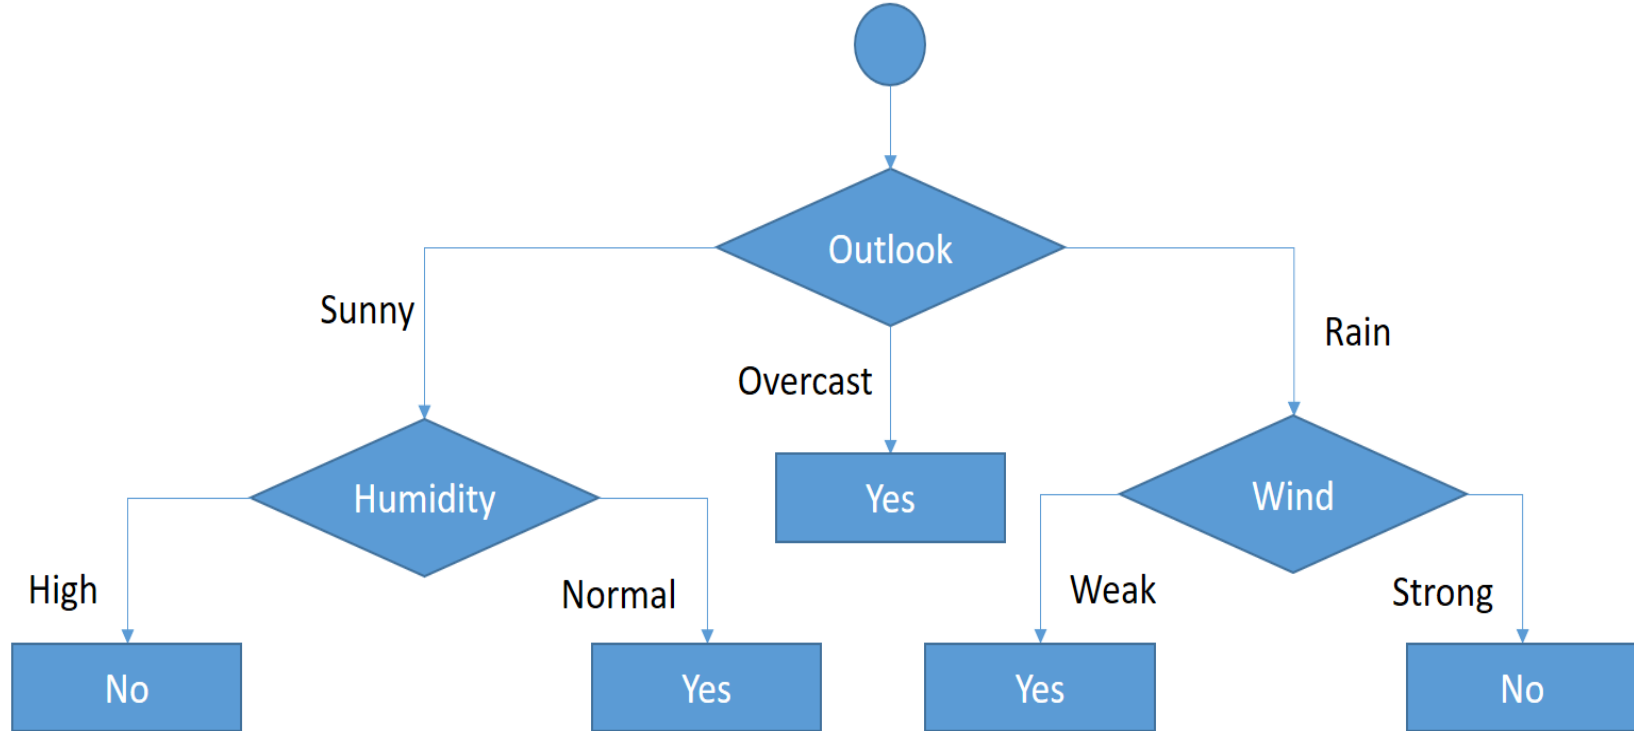 Outlook
Sunny
Rain
Overcast
Humidity
Yes
Wind
High
Normal
Weak
Strong
No
Yes
Yes
No